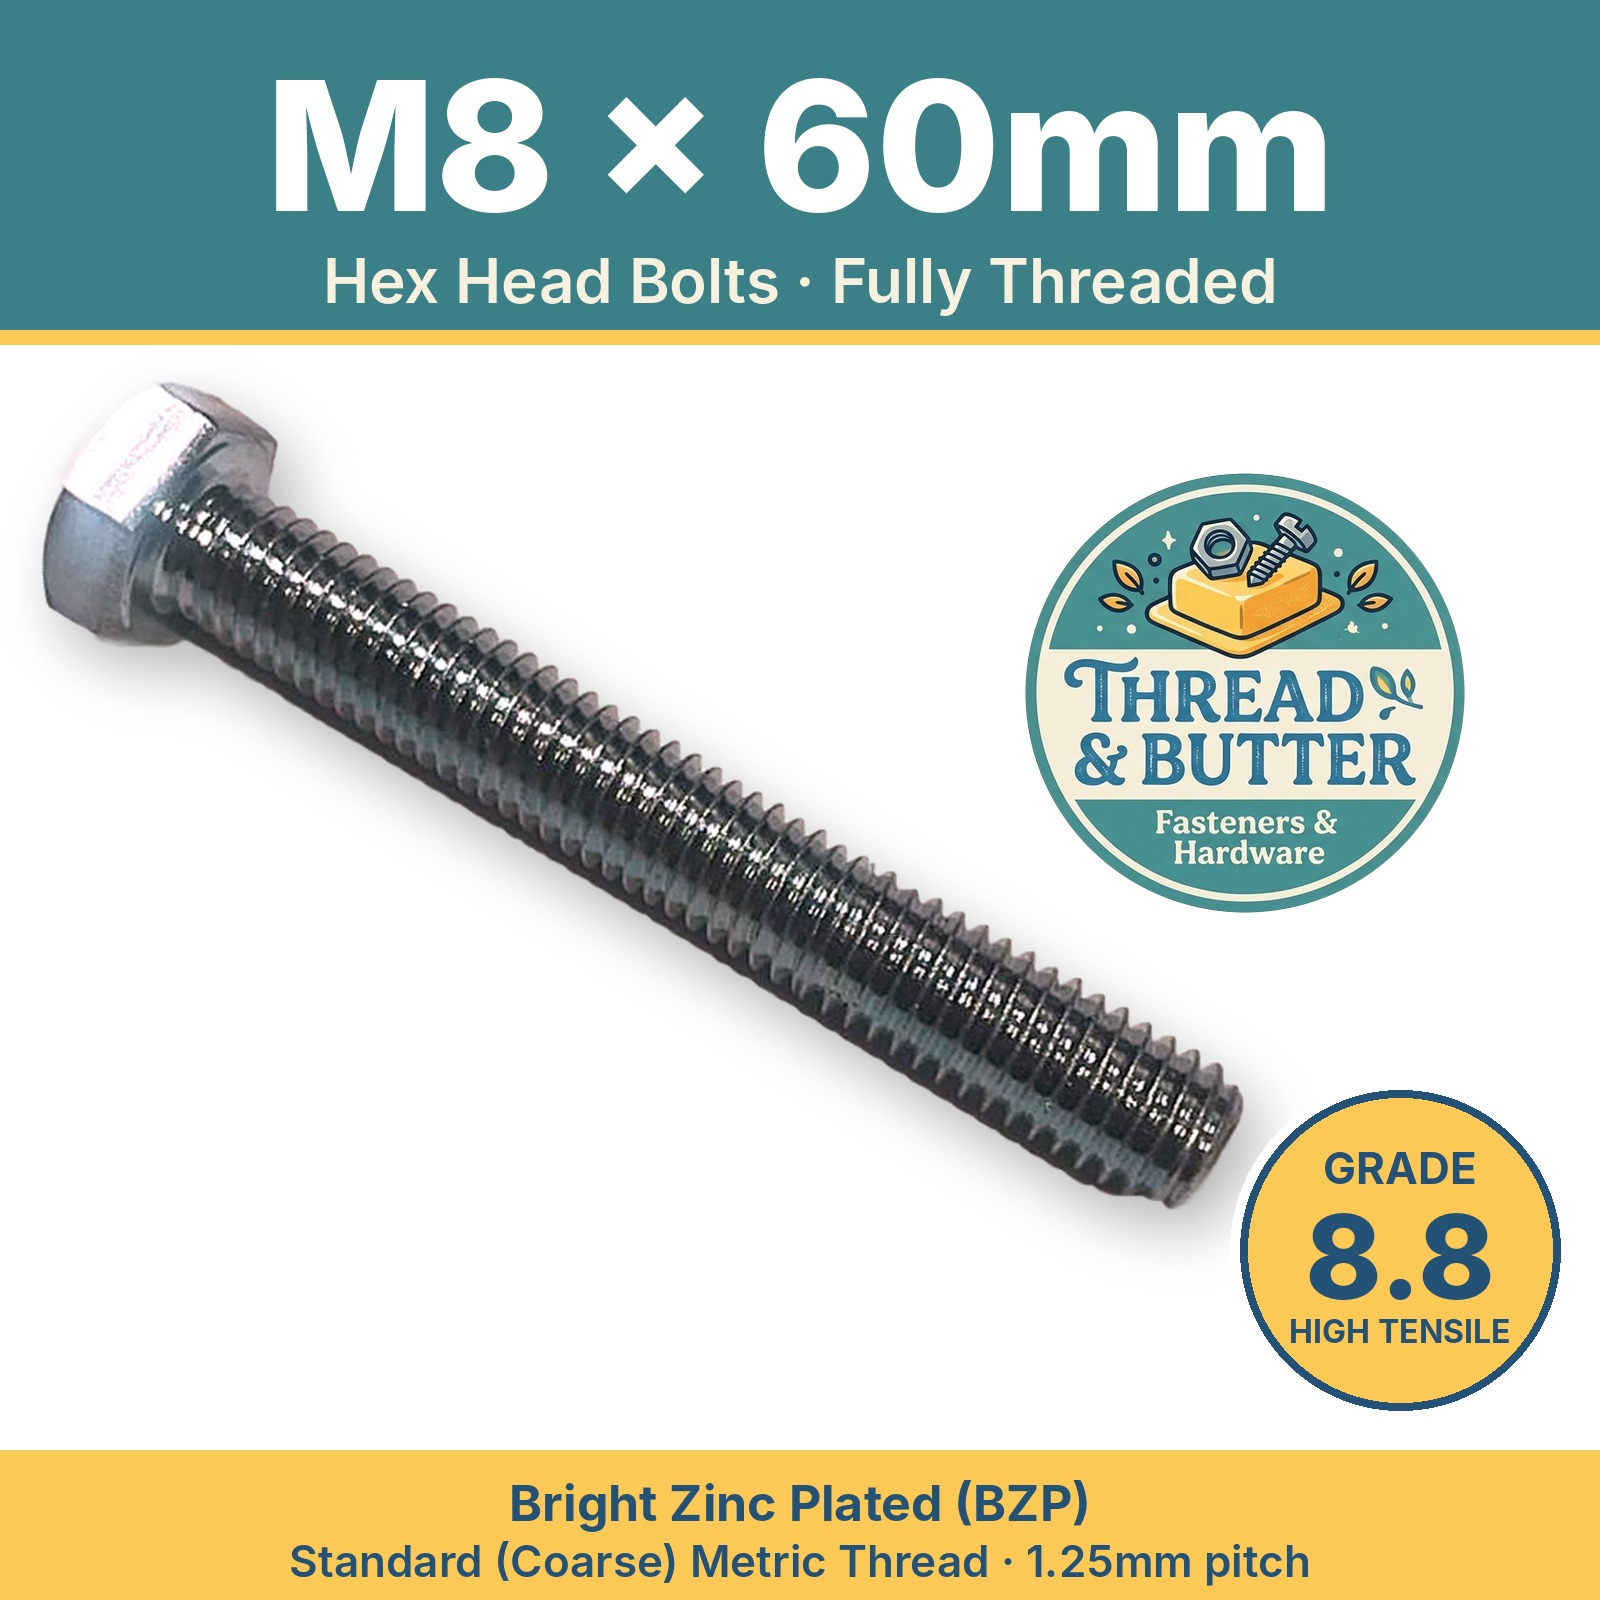 M8 × 60mm
Hex Head Bolts · Fully Threaded
THREAD
& BUTTER
Fasteners &
Hardware
GRADE
8.8
HIGH TENSILE
Bright Zinc Plated (BZP)
Standard (Coarse) Metric Thread · 1.25mm pitch